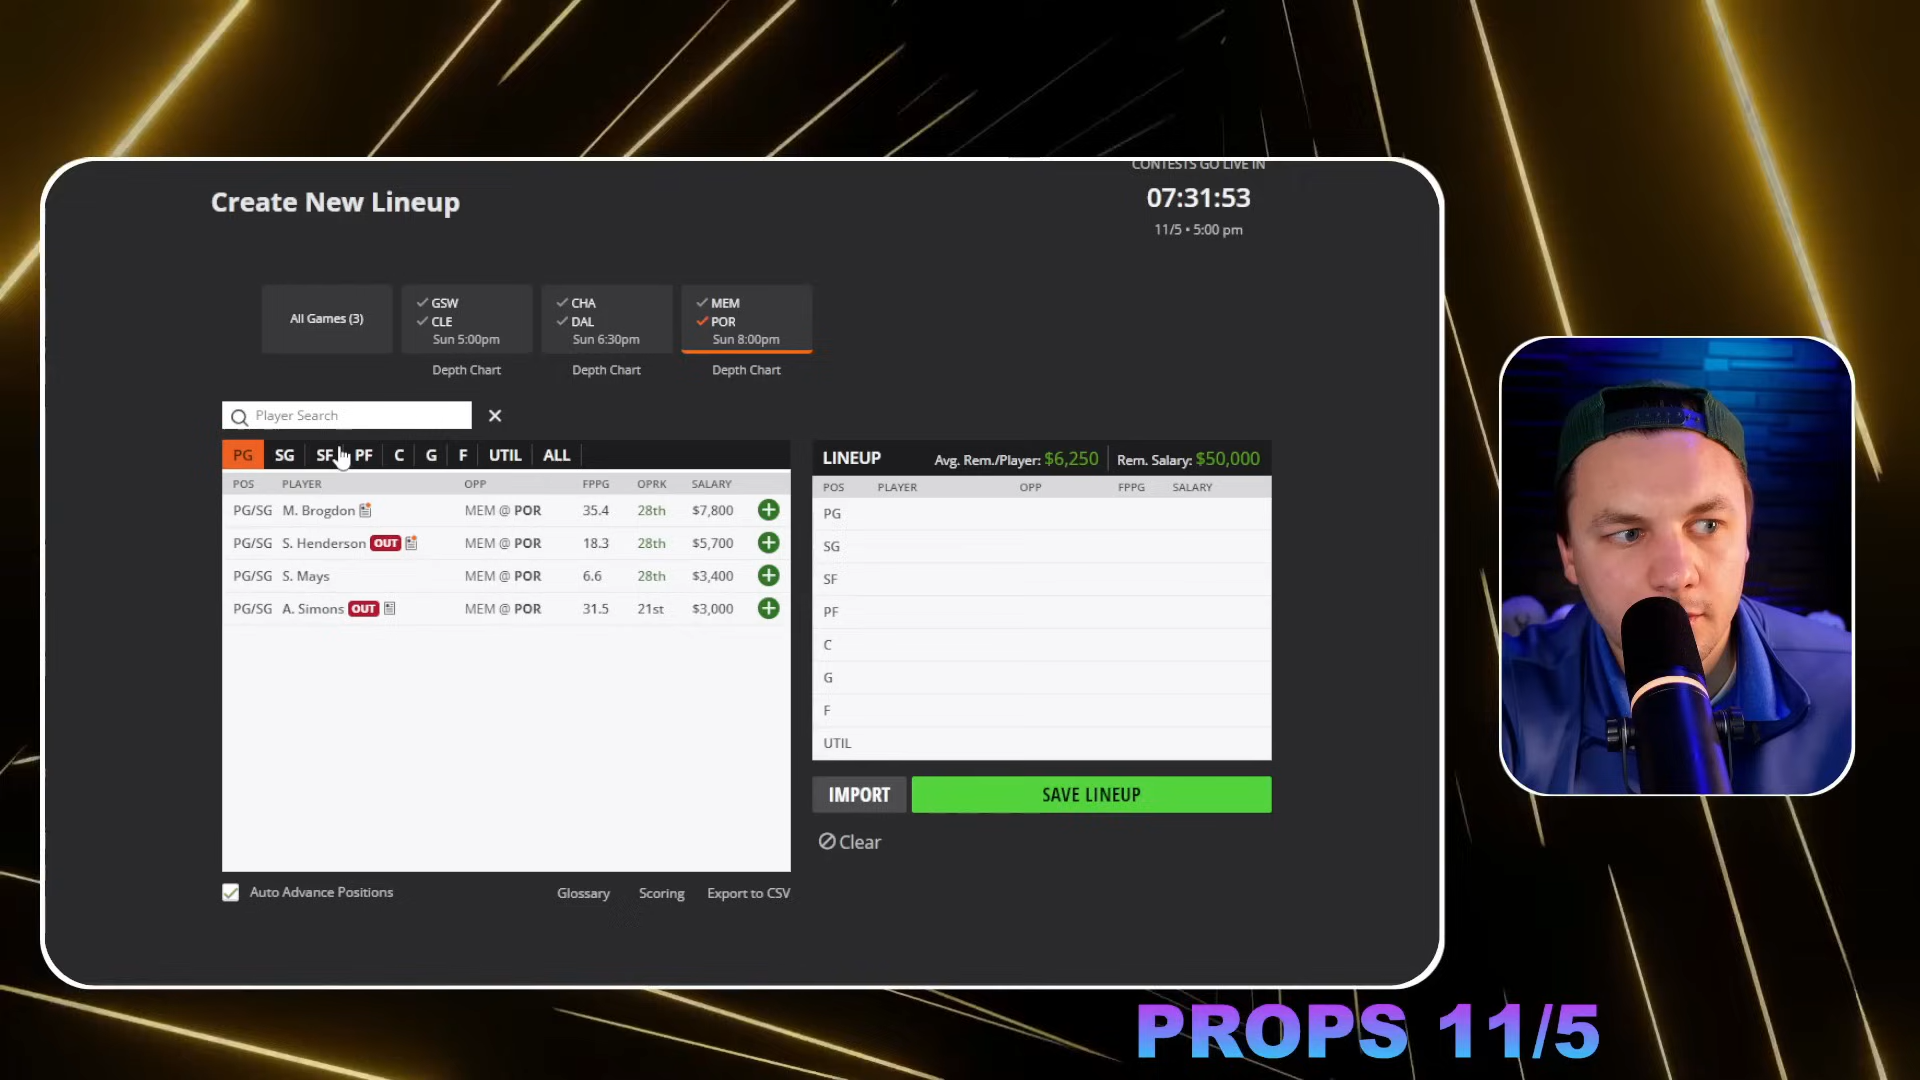 CONTESTS GO LIVE IN
Create New Lineup
07:31:53
11/5 • 5:00 pm
All Games (3)
GSW
CLE
Sun 5:00pm
CHA
DAL
Sun 6:30pm
MEM
POR
Sun 8:00pm
Depth Chart
Depth Chart
Depth Chart
Player Search
PG SG SF PF C G F UTIL ALL
POS PLAYER OPP FPPG OPRK SALARY
PG/SG M. Brogdon MEM @ POR 35.4 28th $7,800
PG/SG S. Henderson OUT MEM @ POR 18.3 28th $5,700
PG/SG S. Mays MEM @ POR 6.6 28th $3,400
PG/SG A. Simons OUT MEM @ POR 31.5 21st $3,000
LINEUP Avg. Rem./Player: $6,250 Rem. Salary: $50,000
POS PLAYER OPP FPPG SALARY
PG
SG
SF
PF
C
G
F
UTIL
IMPORT SAVE LINEUP
Clear
Auto Advance Positions
Glossary Scoring Export to CSV
PROPS 11/5